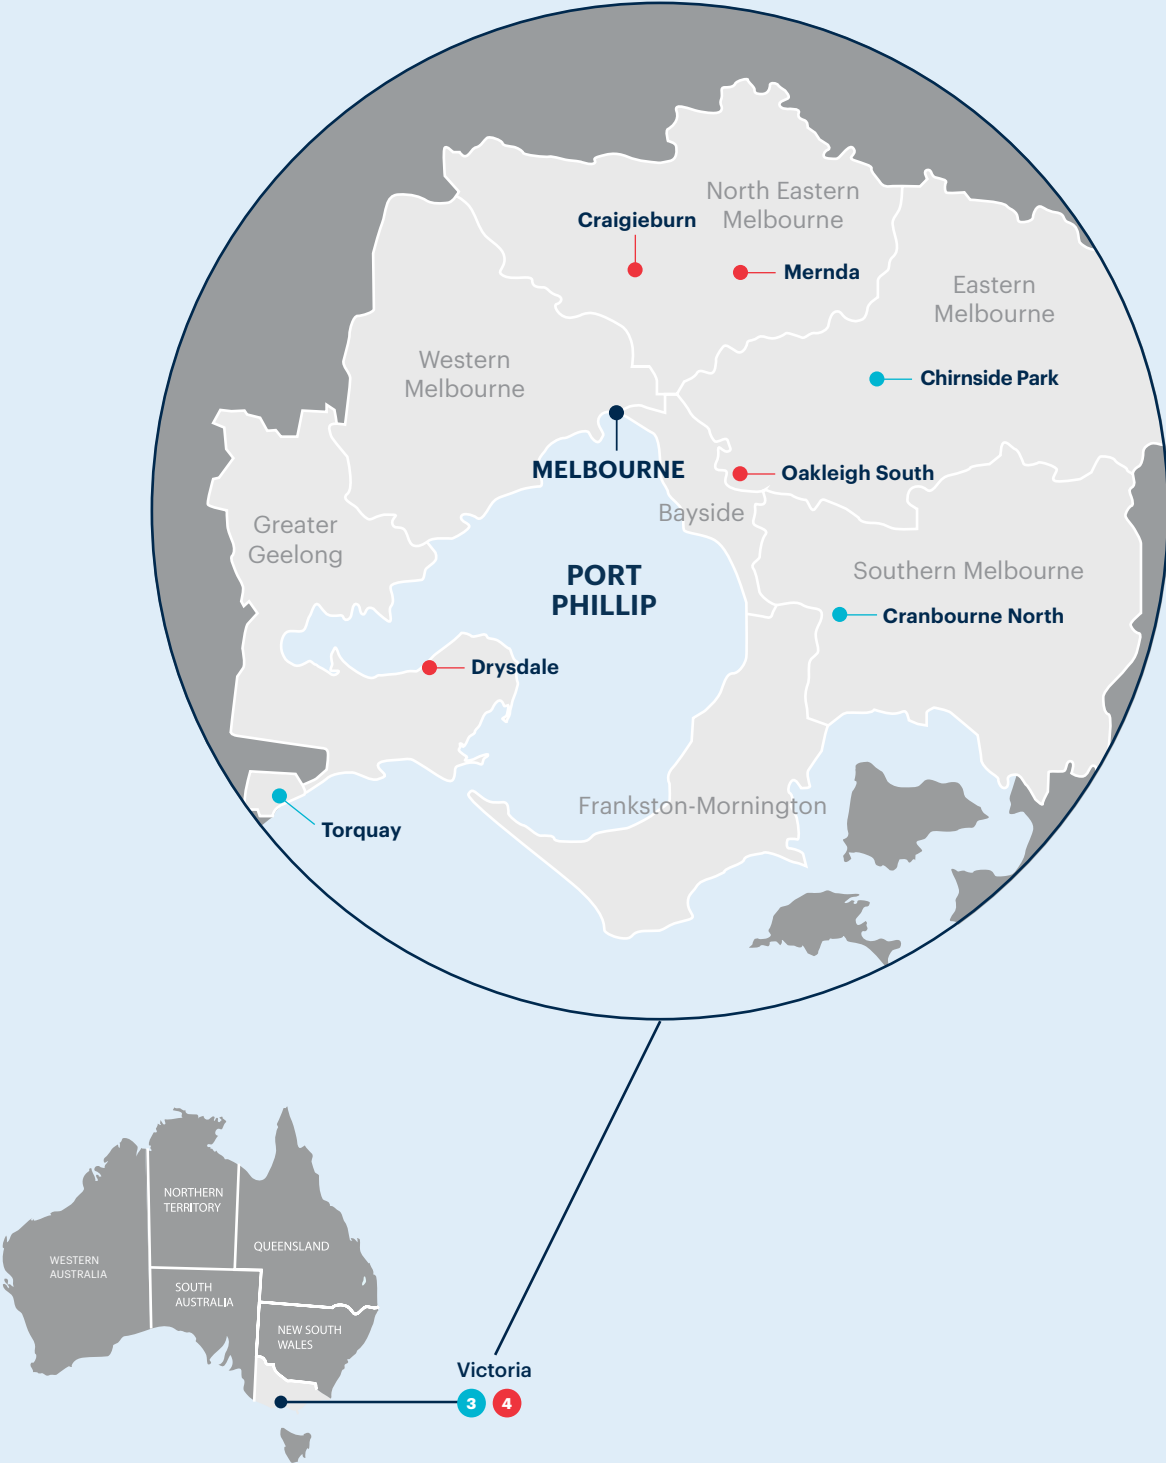 North Eastern
Melbourne
Craigieburn
Mernda
Eastern
Melbourne
Western
Melbourne
Chirnside Park
MELBOURNE
Oakleigh South
Bayside
Greater
Geelong
PORT
PHILLIP
Southern Melbourne
Cranbourne North
Drysdale
Frankston-Mornington
Torquay
NORTHERN
TERRITORY
QUEENSLAND
WESTERN
AUSTRALIA
SOUTH
AUSTRALIA
NEW SOUTH
WALES
Victoria
3 4